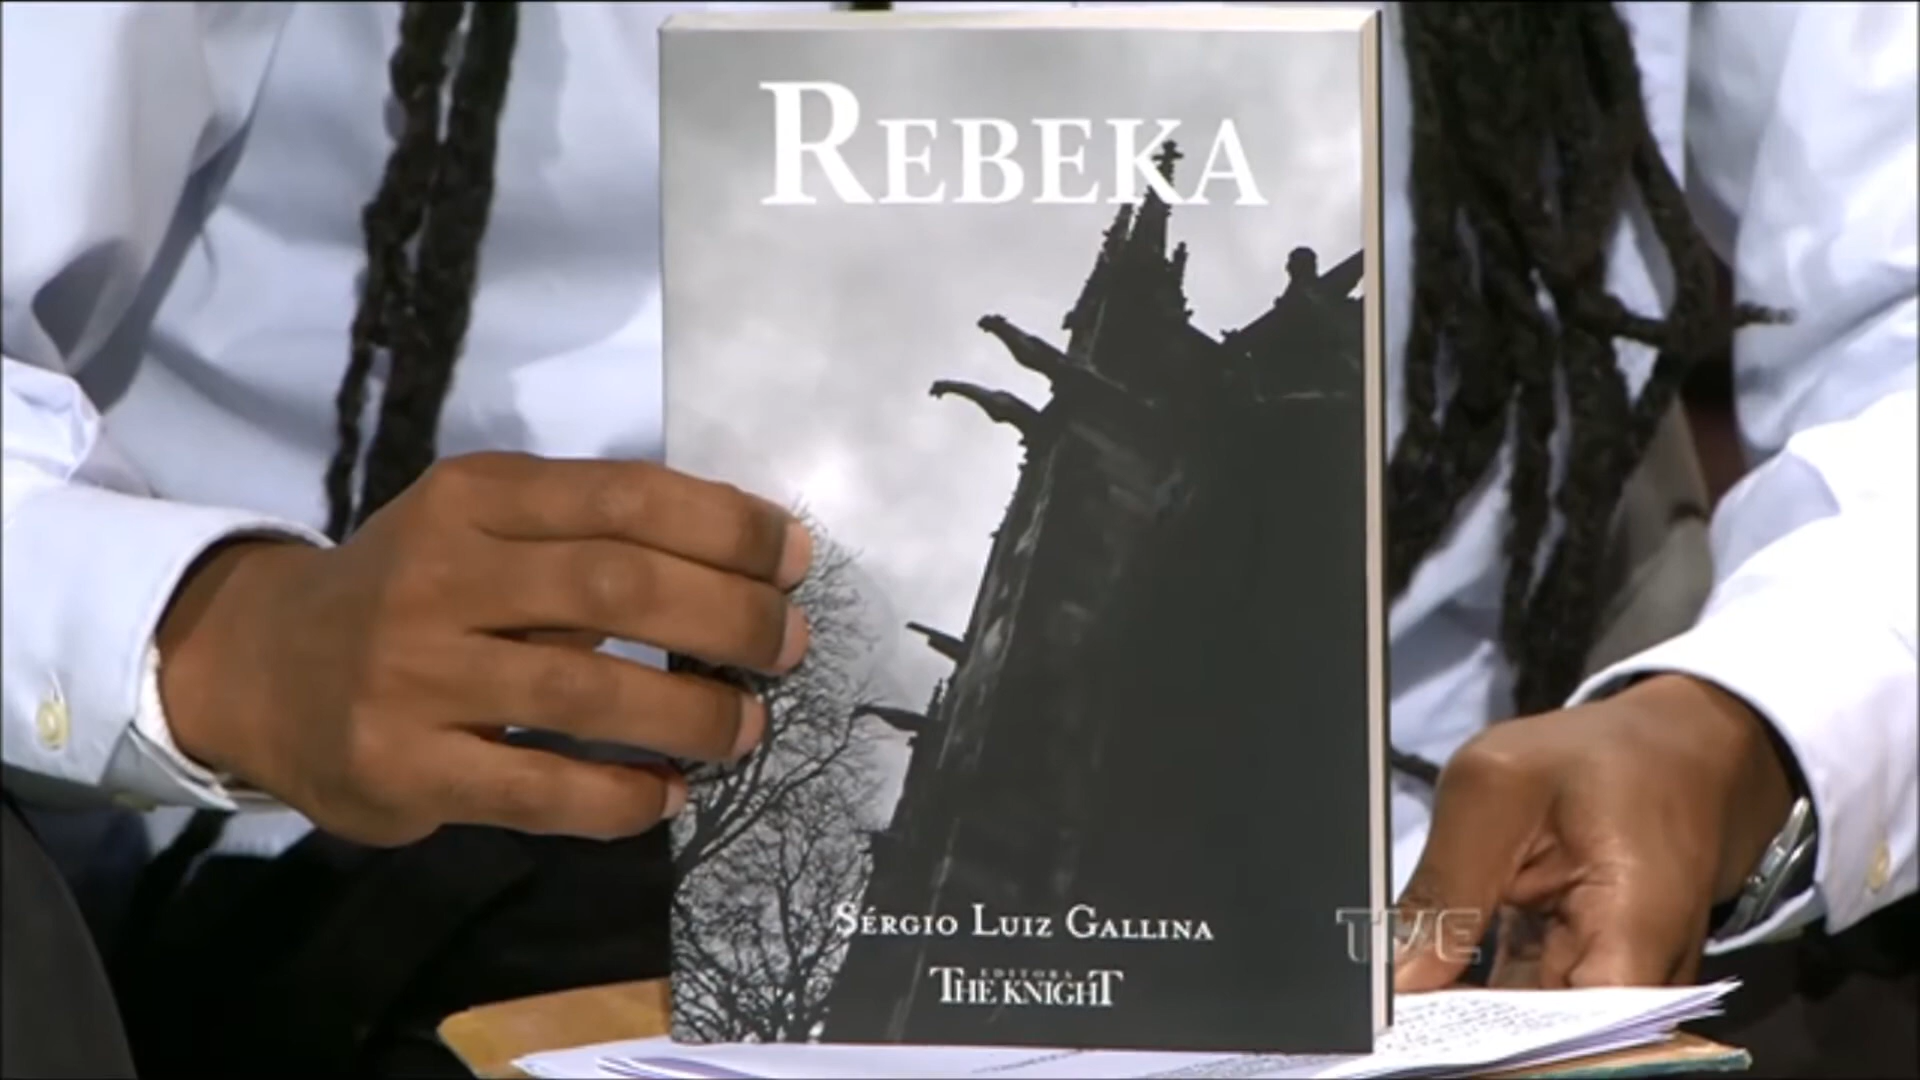 REBEKA
SÉRGIO LUIZ GALLINA
EDITORA
THE KNIGHT
TVE